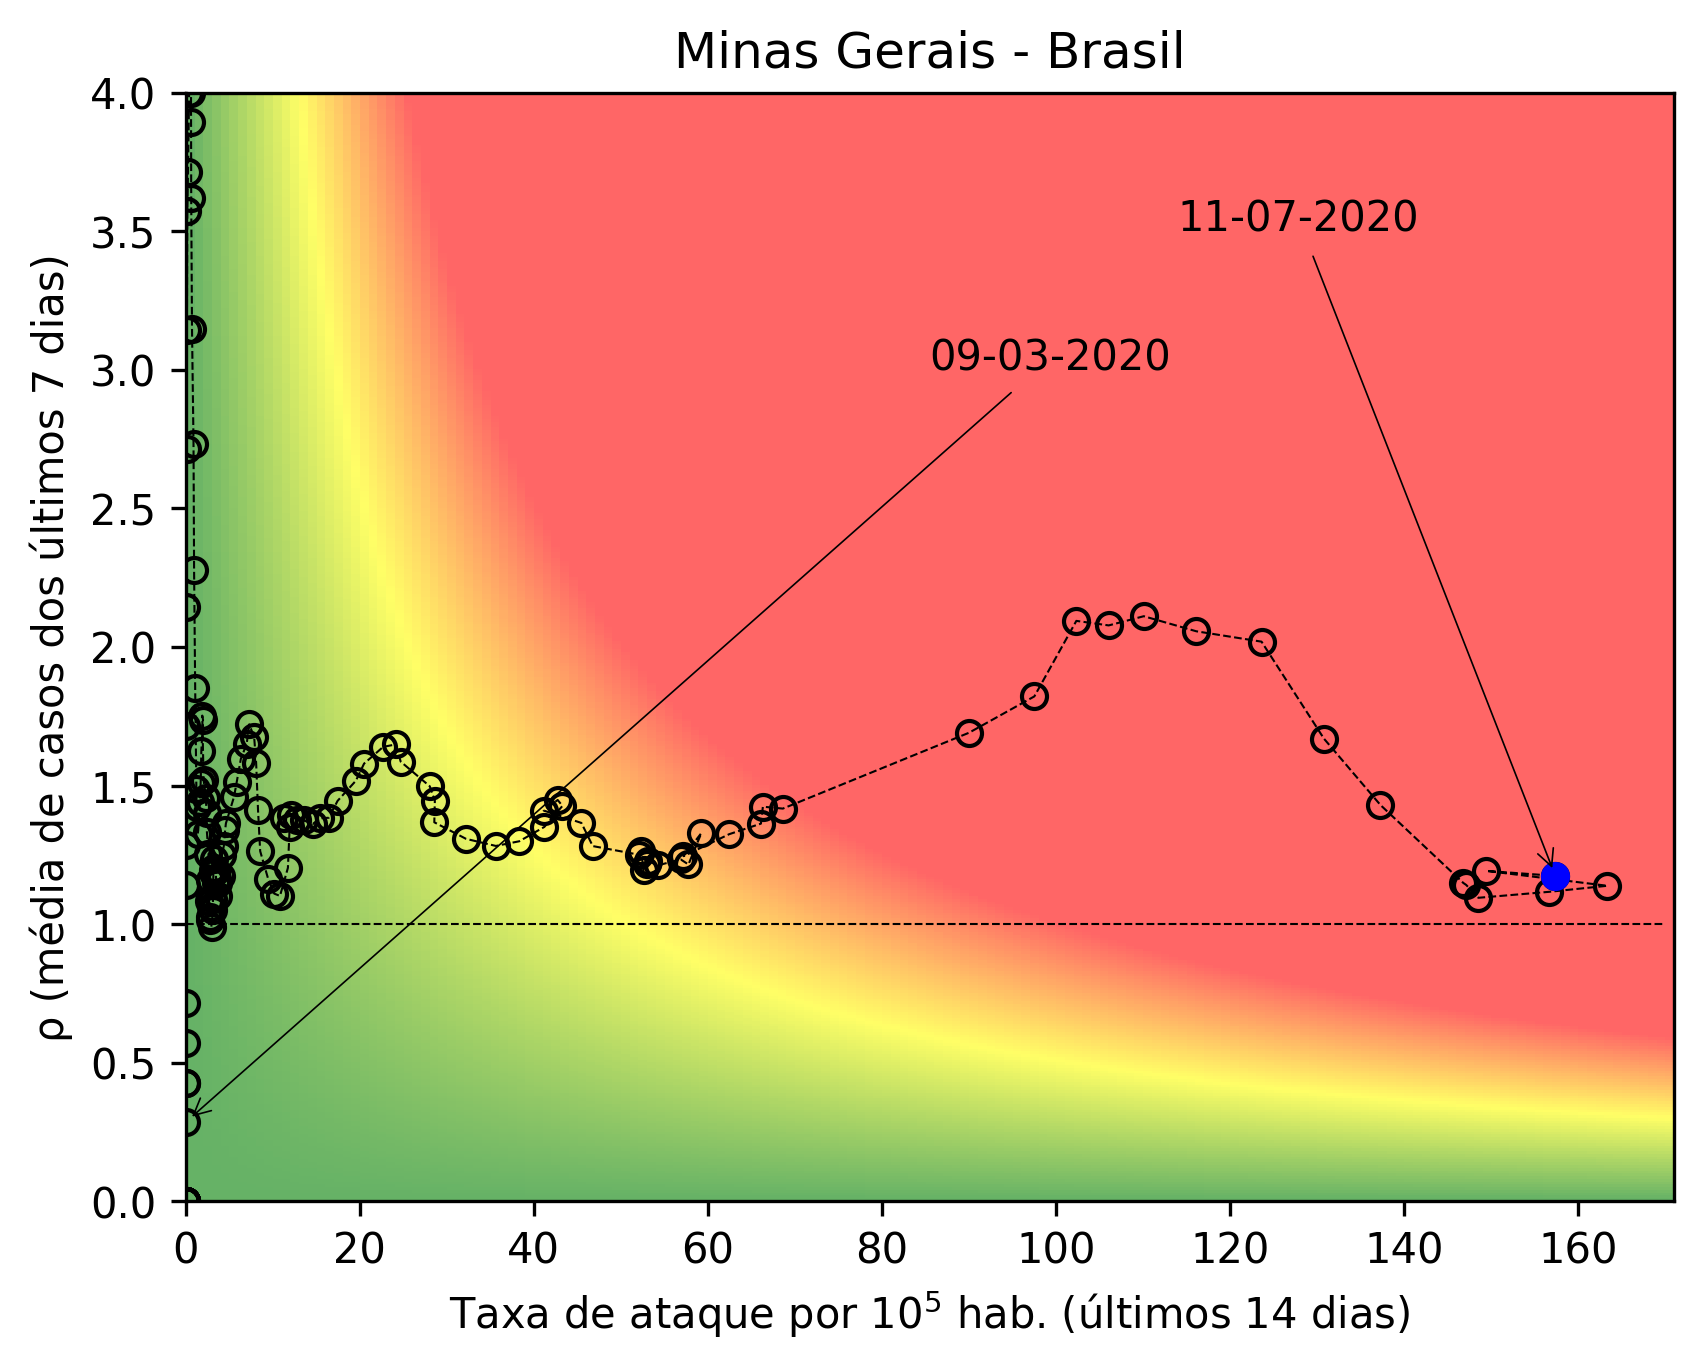 Minas Gerais - Brasil
4.0
3.5
3.0
2.5
2.0
1.5
1.0
0.5
0.0
ρ (média de casos dos últimos 7 dias)
11-07-2020
09-03-2020
0 20 40 60 80 100 120 140 160
Taxa de ataque por 10⁵ hab. (últimos 14 dias)